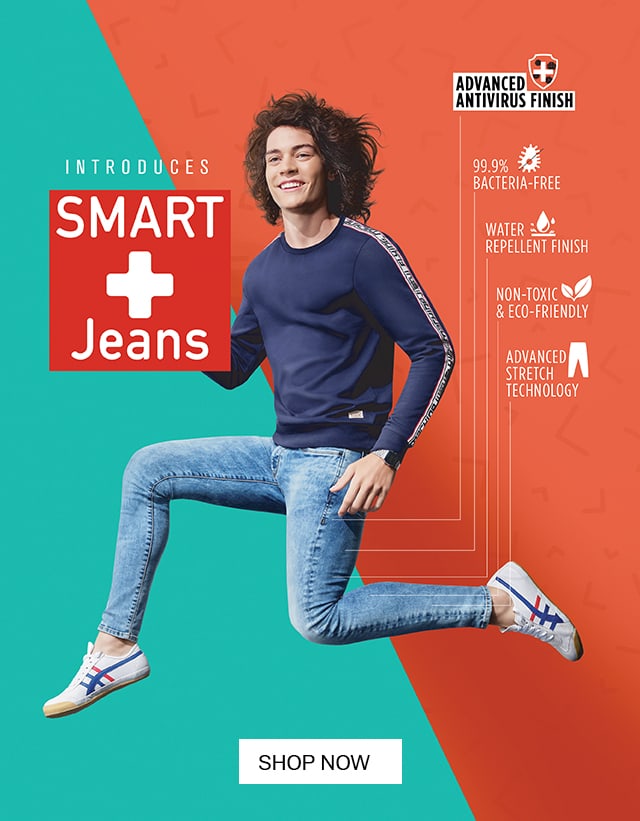 INTRODUCES
SMART
Jeans
ADVANCED
ANTIVIRUS FINISH
99.9%
BACTERIA-FREE
WATER
REPELLENT FINISH
NON-TOXIC
& ECO-FRIENDLY
ADVANCED
STRETCH
TECHNOLOGY
SHOP NOW